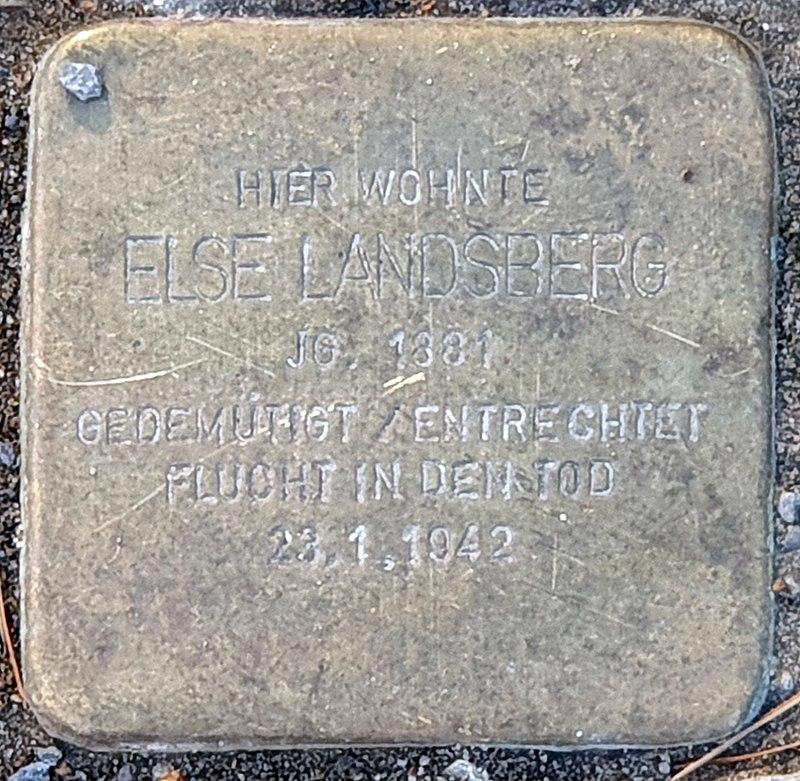 HIER WOHNTE
ELSE LANDSBERG
JG. 1881
GEDEMÜTIGT / ENTRECHTET
FLUCHT IN DEN TOD
23.1.1942